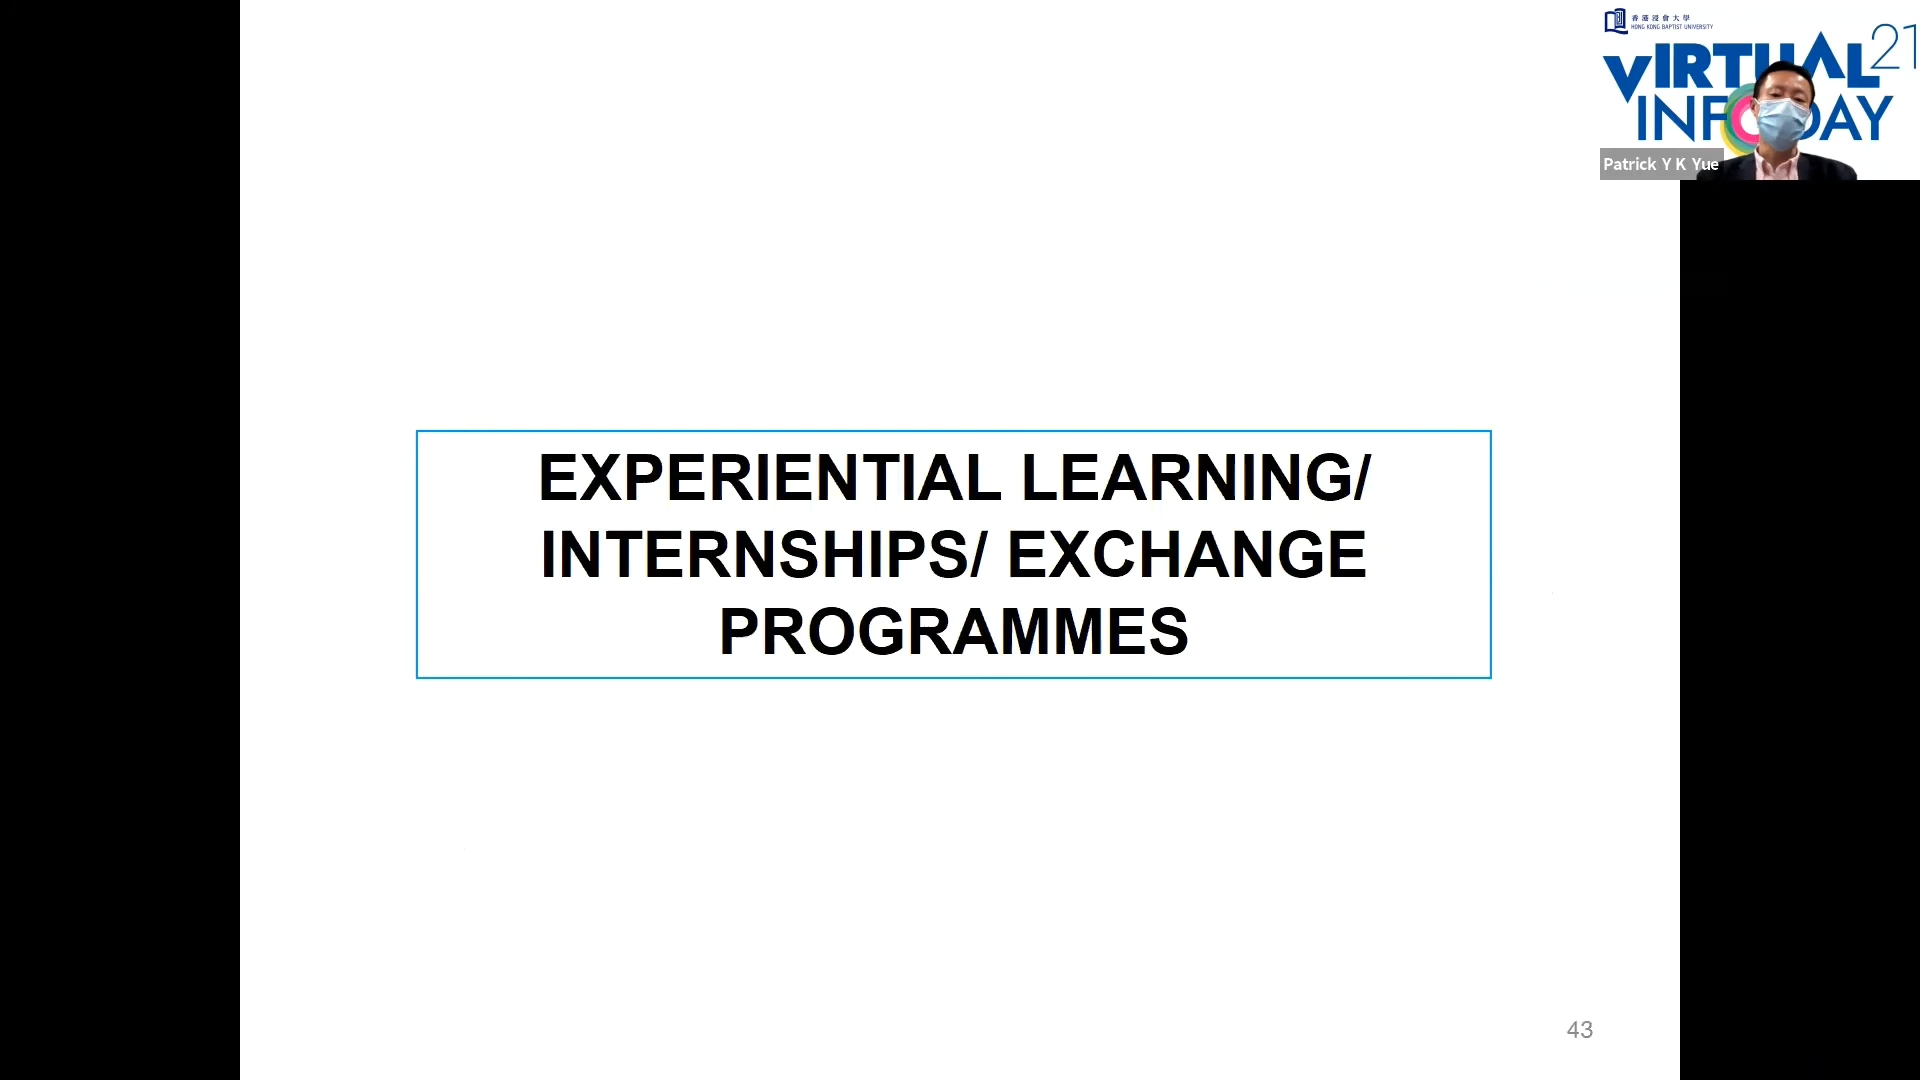 香港浸會大學
HONG KONG BAPTIST UNIVERSITY
VIRTUAL 21
INFODAY
Patrick Y K Yue
EXPERIENTIAL LEARNING/
INTERNSHIPS/ EXCHANGE
PROGRAMMES
43